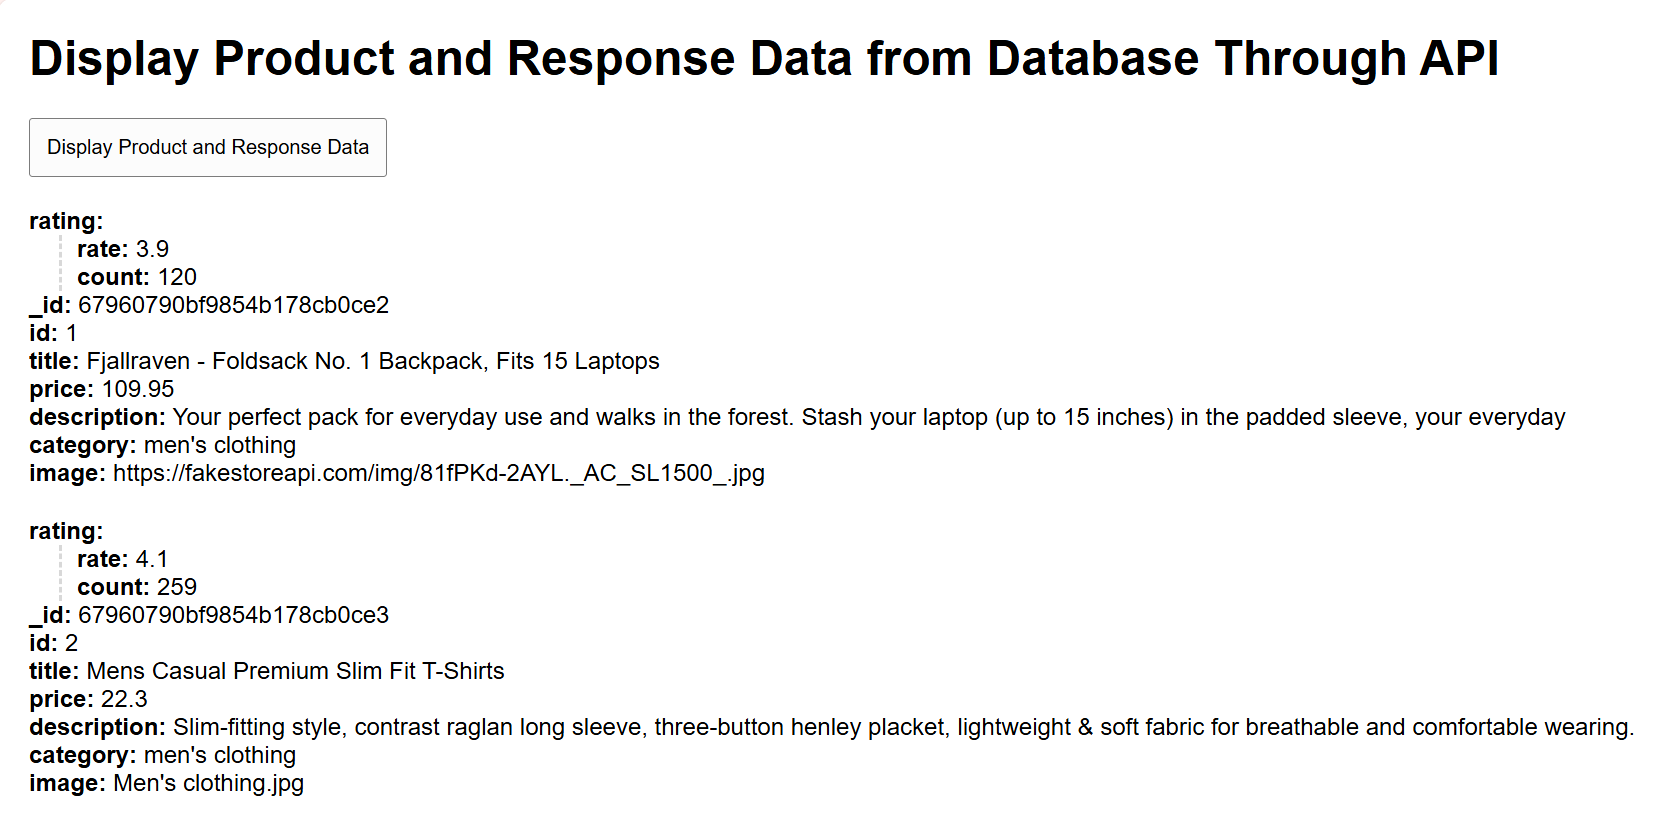 Display Product and Response Data from Database Through API
Display Product and Response Data
rating:
rate: 3.9
count: 120
_id: 67960790bf9854b178cb0ce2
id: 1
title: Fjallraven - Foldsack No. 1 Backpack, Fits 15 Laptops
price: 109.95
description: Your perfect pack for everyday use and walks in the forest. Stash your laptop (up to 15 inches) in the padded sleeve, your everyday
category: men's clothing
image: https://fakestoreapi.com/img/81fPKd-2AYL._AC_SL1500_.jpg
rating:
rate: 4.1
count: 259
_id: 67960790bf9854b178cb0ce3
id: 2
title: Mens Casual Premium Slim Fit T-Shirts
price: 22.3
description: Slim-fitting style, contrast raglan long sleeve, three-button henley placket, lightweight & soft fabric for breathable and comfortable wearing.
category: men's clothing
image: Men's clothing.jpg